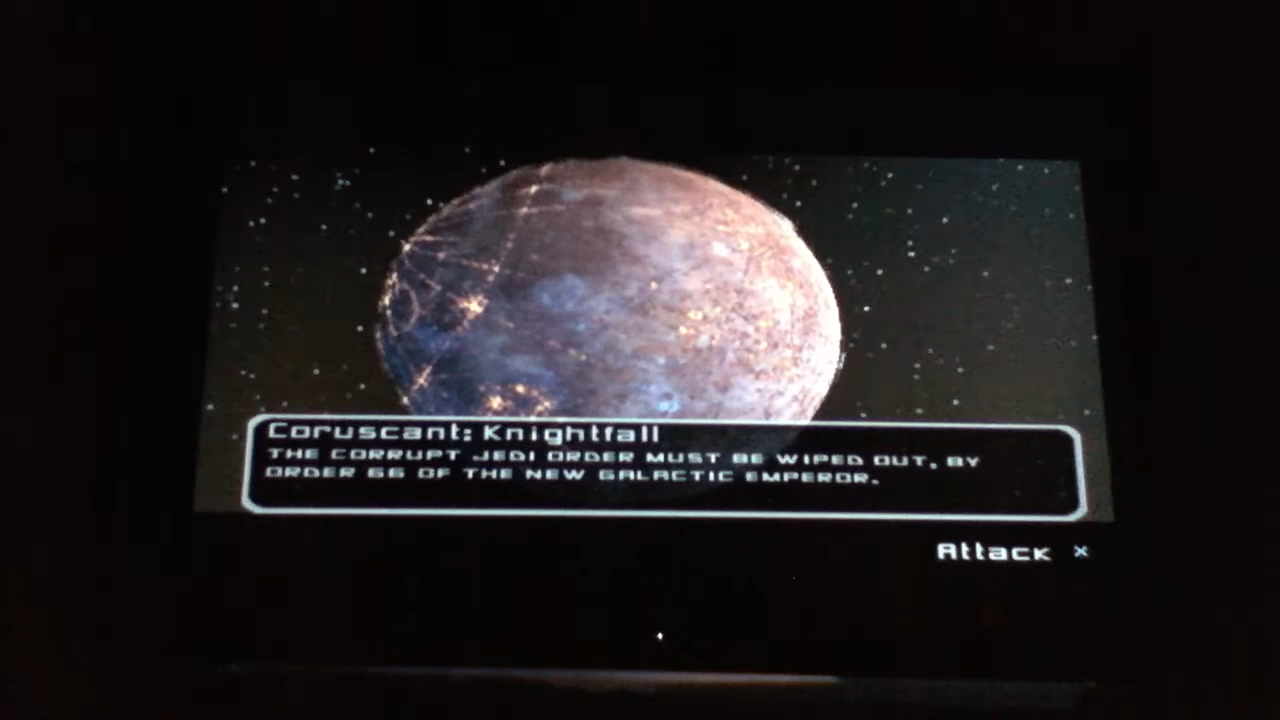 Coruscant: Knightfall
THE CORRUPT JEDI ORDER MUST BE WIPED OUT, BY
ORDER 66 OF THE NEW GALACTIC EMPEROR.
Attack ×